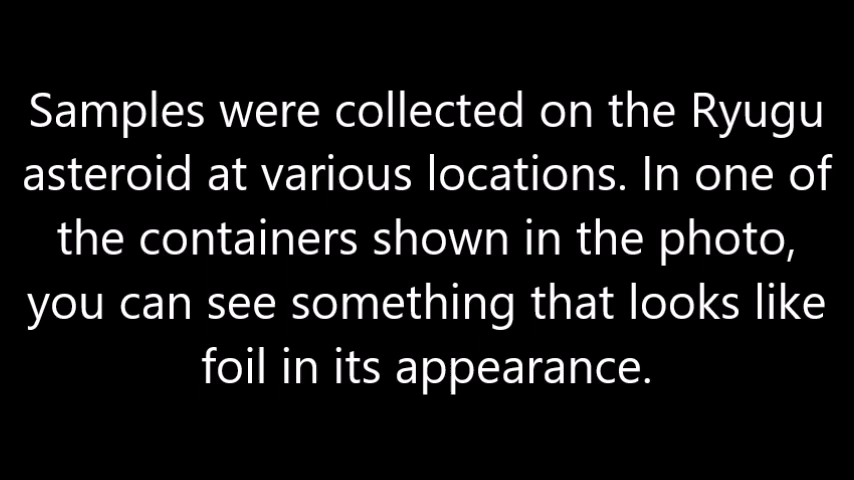 Samples were collected on the Ryugu
asteroid at various locations. In one of
the containers shown in the photo,
you can see something that looks like
foil in its appearance.